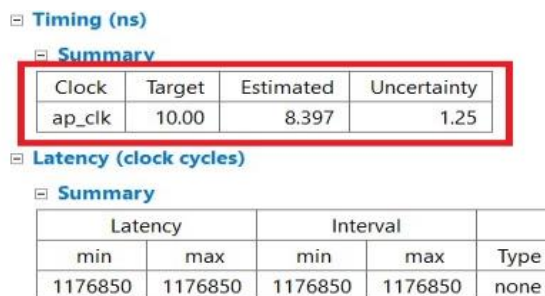 Timing (ns)
Summary
Clock Target Estimated Uncertainty
ap_clk 10.00 8.397 1.25
Latency (clock cycles)
Summary
Latency Interval
min max min max Type
1176850 1176850 1176850 1176850 none